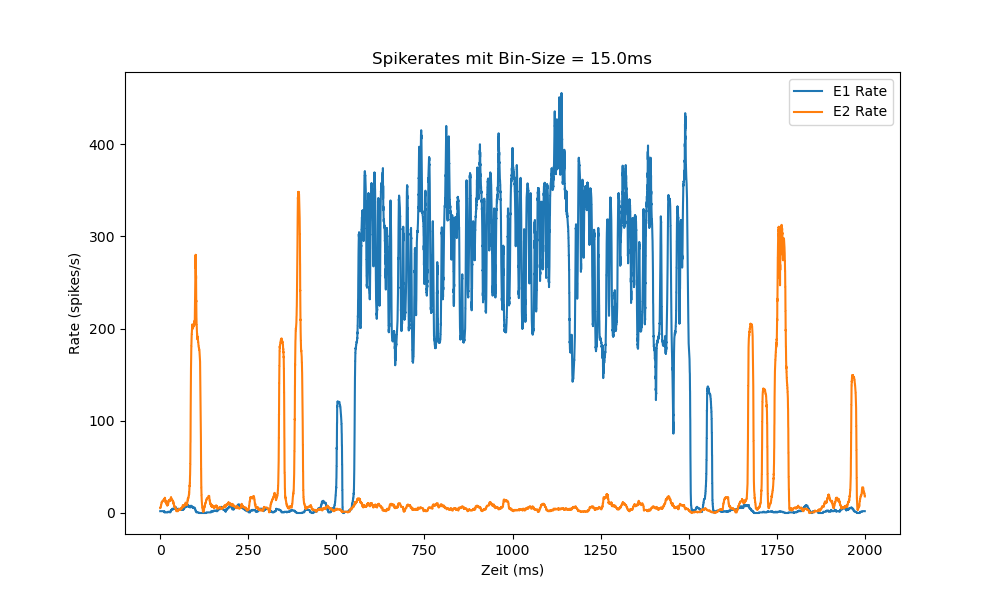 Spikerates mit Bin-Size = 15.0ms
E1 Rate
E2 Rate
Rate (spikes/s)
400
300
200
100
0
0 250 500 750 1000 1250 1500 1750 2000
Zeit (ms)